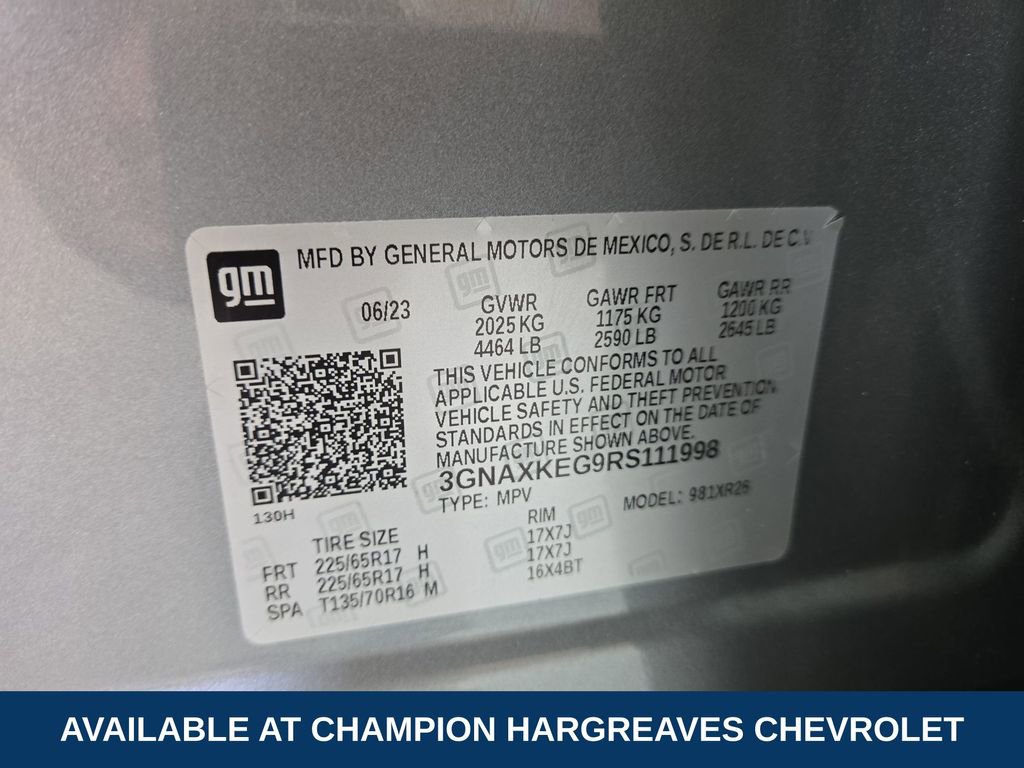 gm MFD BY GENERAL MOTORS DE MEXICO, S. DE R.L. DE C.V.
06/23 GVWR GAWR FRT GAWR RR
2025 KG 1175 KG 1200 KG
4464 LB 2590 LB 2645 LB
THIS VEHICLE CONFORMS TO ALL
APPLICABLE U.S. FEDERAL MOTOR
VEHICLE SAFETY AND THEFT PREVENTION
STANDARDS IN EFFECT ON THE DATE OF
MANUFACTURE SHOWN ABOVE.
3GNAXKEG9RS111998
TYPE: MPV MODEL: 981XR26
130H
TIRE SIZE RIM
FRT 225/65R17 H 17X7J
RR 225/65R17 H 17X7J
SPA T135/70R16 M 16X4BT
AVAILABLE AT CHAMPION HARGREAVES CHEVROLET